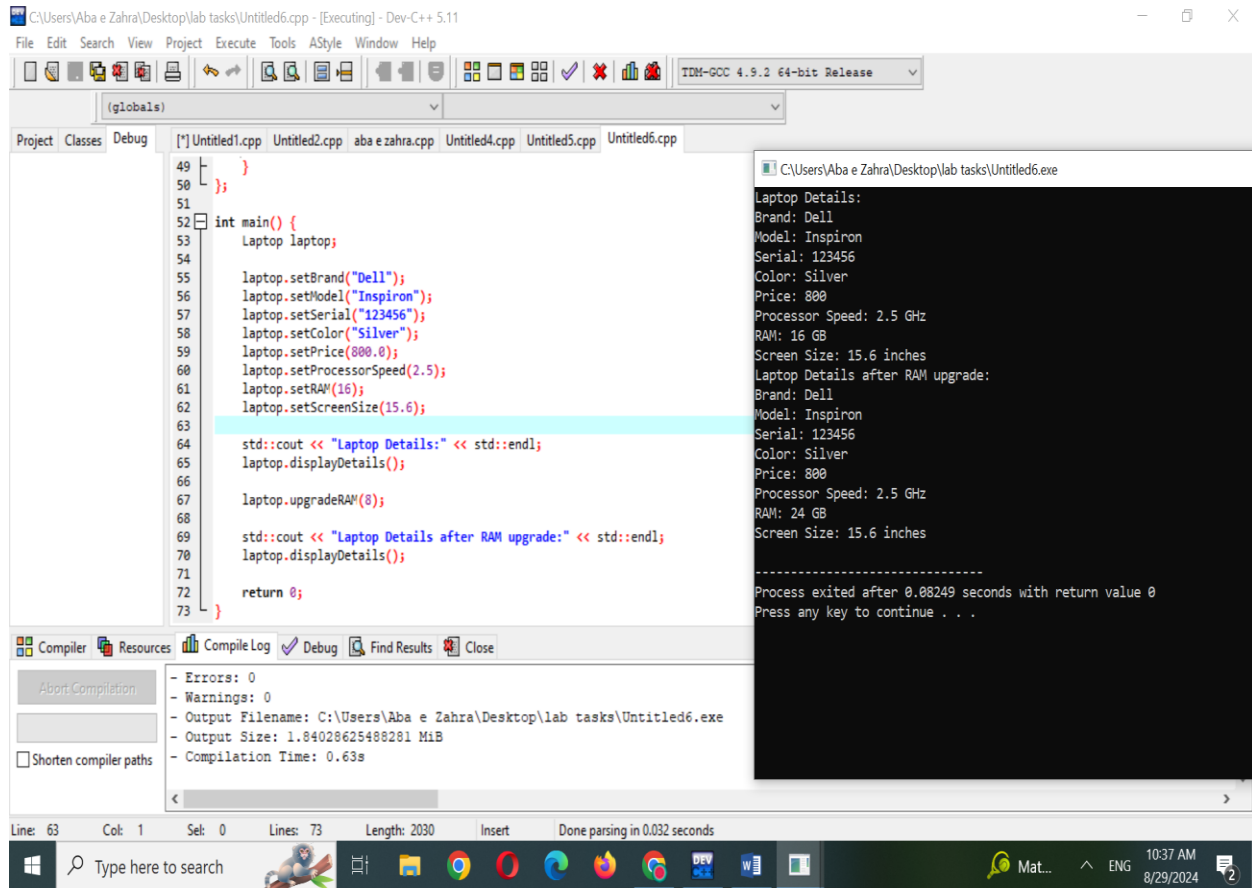 C:\Users\Aba e Zahra\Desktop\lab tasks\Untitled6.cpp - [Executing] - Dev-C++ 5.11
File Edit Search View Project Execute Tools AStyle Window Help
TDM-GCC 4.9.2 64-bit Release
(globals)
Project Classes Debug
[*] Untitled1.cpp Untitled2.cpp aba e zahra.cpp Untitled4.cpp Untitled5.cpp Untitled6.cpp
49 }
50 };
51
52 int main() {
53 Laptop laptop;
54
55 laptop.setBrand("Dell");
56 laptop.setModel("Inspiron");
57 laptop.setSerial("123456");
58 laptop.setColor("Silver");
59 laptop.setPrice(800.0);
60 laptop.setProcessorSpeed(2.5);
61 laptop.setRAM(16);
62 laptop.setScreenSize(15.6);
63
64 std::cout << "Laptop Details:" << std::endl;
65 laptop.displayDetails();
66
67 laptop.upgradeRAM(8);
68
69 std::cout << "Laptop Details after RAM upgrade:" << std::endl;
70 laptop.displayDetails();
71
72 return 0;
73 }
C:\Users\Aba e Zahra\Desktop\lab tasks\Untitled6.exe
Laptop Details:
Brand: Dell
Model: Inspiron
Serial: 123456
Color: Silver
Price: 800
Processor Speed: 2.5 GHz
RAM: 16 GB
Screen Size: 15.6 inches
Laptop Details after RAM upgrade:
Brand: Dell
Model: Inspiron
Serial: 123456
Color: Silver
Price: 800
Processor Speed: 2.5 GHz
RAM: 24 GB
Screen Size: 15.6 inches
--------------------------------
Process exited after 0.08249 seconds with return value 0
Press any key to continue . . .
Compiler Resources Compile Log Debug Find Results Close
Abort Compilation
Shorten compiler paths
- Errors: 0
- Warnings: 0
- Output Filename: C:\Users\Aba e Zahra\Desktop\lab tasks\Untitled6.exe
- Output Size: 1.84028625488281 MiB
- Compilation Time: 0.63s
Line: 63 Col: 1 Sel: 0 Lines: 73 Length: 2030 Insert Done parsing in 0.032 seconds
Type here to search
DEV
Mat...
ENG
10:37 AM
8/29/2024
2